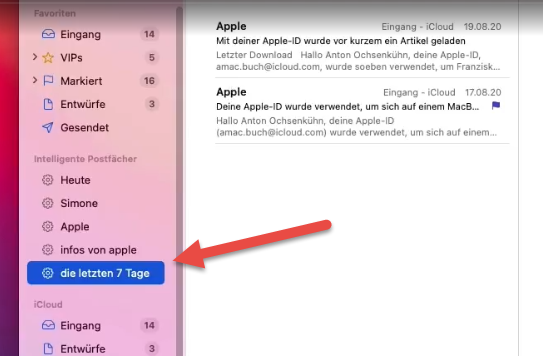 Favoriten
Eingang 14
VIPs 5
Markiert 16
Entwürfe 3
Gesendet
Intelligente Postfächer
Heute
Simone
Apple
infos von apple
die letzten 7 Tage
iCloud
Eingang 14
Entwürfe 3
Apple Eingang - iCloud 19.08.20
Mit deiner Apple-ID wurde vor kurzem ein Artikel geladen
Letzter Download Hallo Anton Ochsenkühn, deine Apple-ID,
amac.buch@icloud.com, wurde soeben verwendet, um Franzisk...
Apple Eingang - iCloud 17.08.20
Deine Apple-ID wurde verwendet, um sich auf einem MacB...
Hallo Anton Ochsenkühn, deine Apple-ID
(amac.buch@icloud.com) wurde verwendet, um sich auf einem...